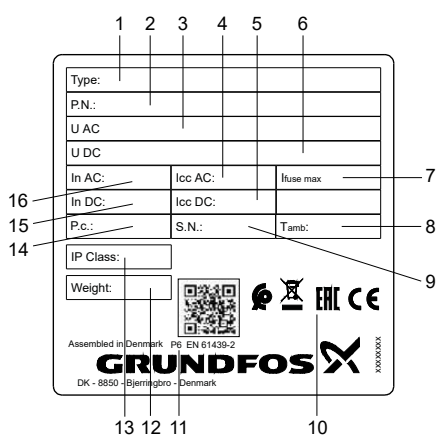 1 2 3 4 5 6
Type:
P.N.:
U AC
U DC
In AC: Icc AC: Ifuse max 7
16 In DC: Icc DC:
15 P.c.: S.N.: Tamb: 8
14 IP Class: 9
Weight:
EAC CE
Assembled in Denmark P6 EN 61439-2
GRUNDFOS X
DK - 8850 - Bjerringbro - Denmark
XXXXXXXX
13 12 11 10